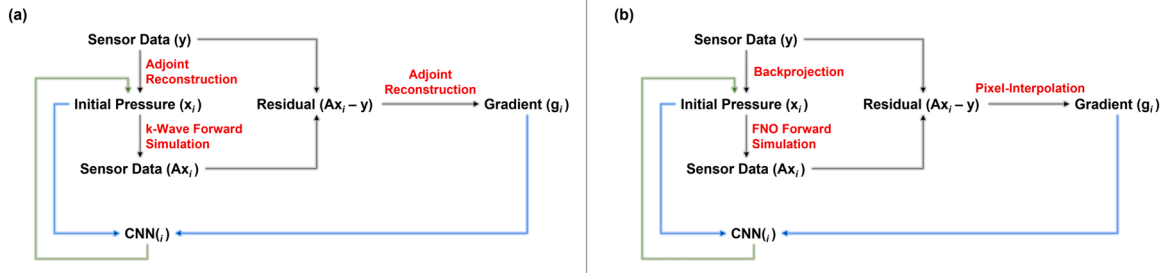 (a)
Sensor Data (y)
Adjoint
Reconstruction
Adjoint
Reconstruction
Initial Pressure (xᵢ)
Residual (Axᵢ – y)
Gradient (gᵢ)
k-Wave Forward
Simulation
Sensor Data (Axᵢ)
CNN(ᵢ)
(b)
Sensor Data (y)
Backprojection
Pixel-Interpolation
Initial Pressure (xᵢ)
Residual (Axᵢ – y)
Gradient (gᵢ)
FNO Forward
Simulation
Sensor Data (Axᵢ)
CNN(ᵢ)